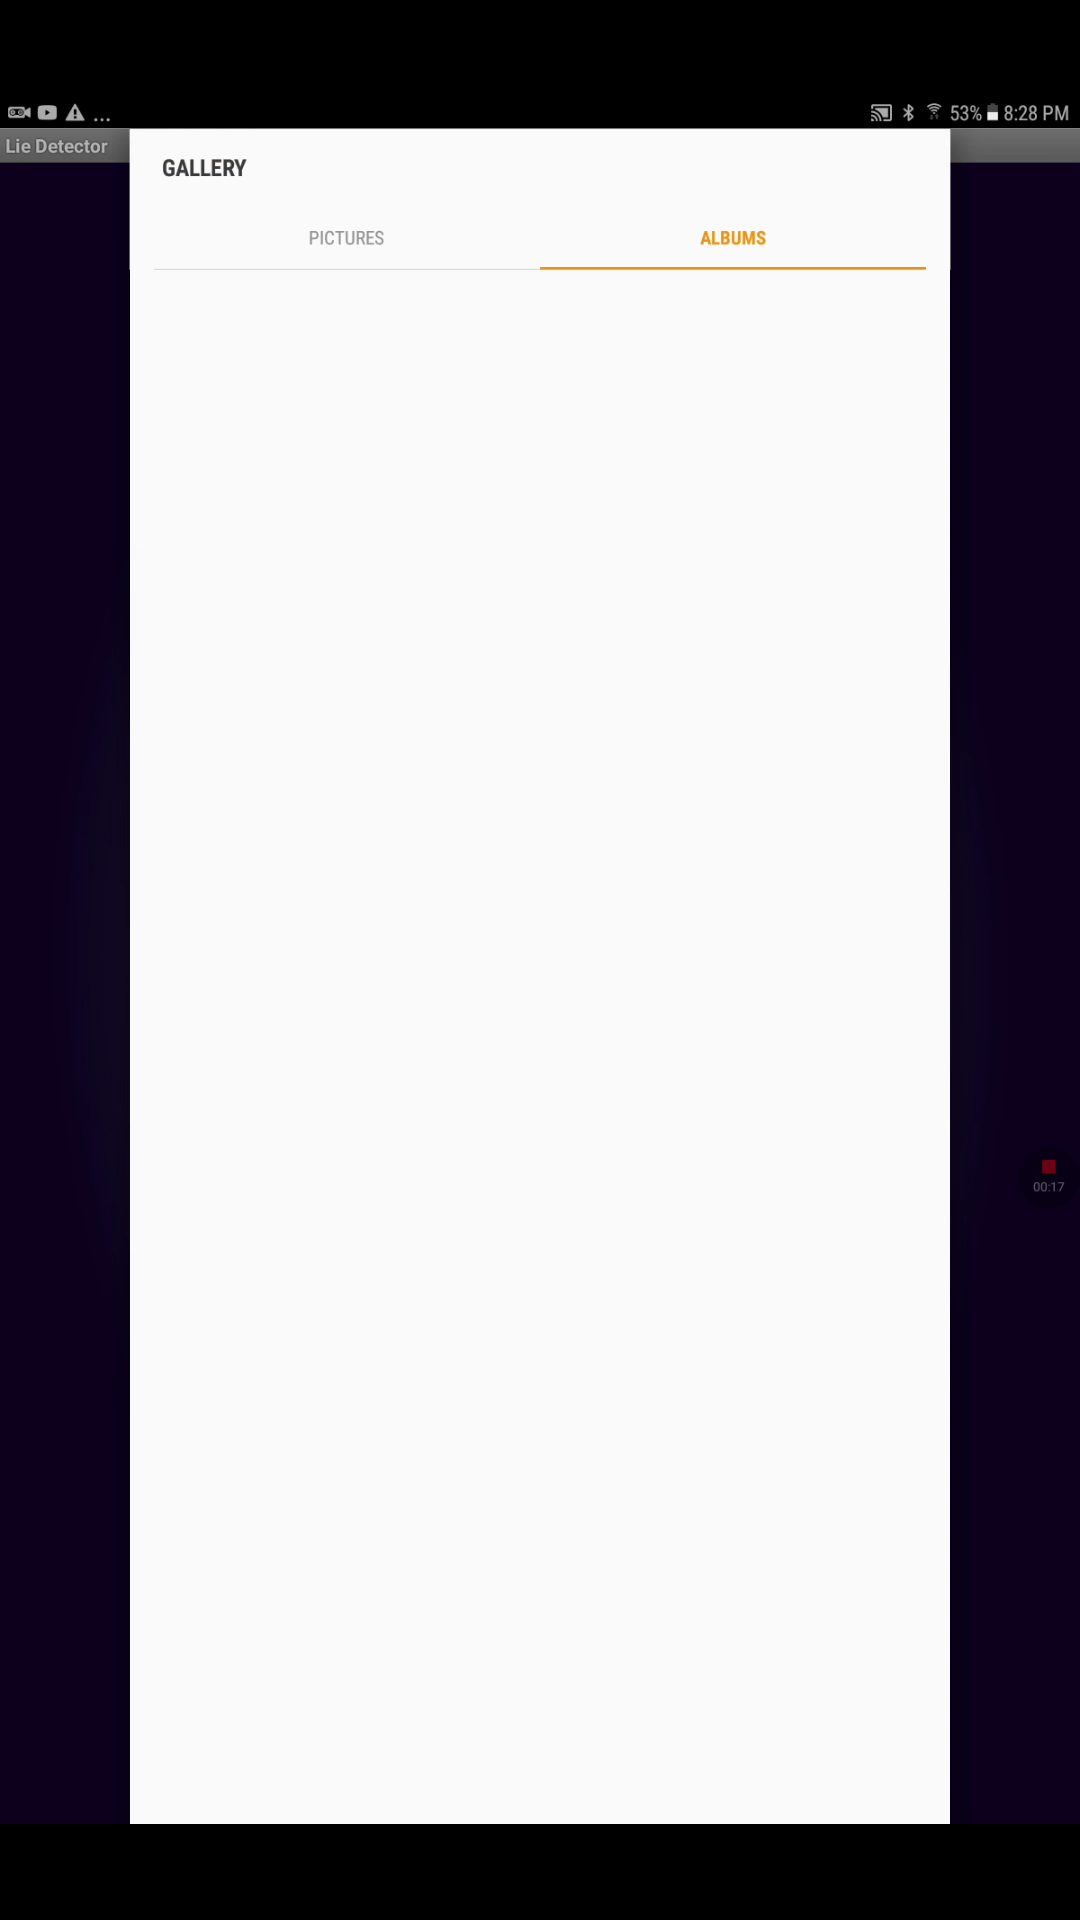 ... 53% 8:28 PM
Lie Detector
GALLERY
PICTURES ALBUMS
00:17